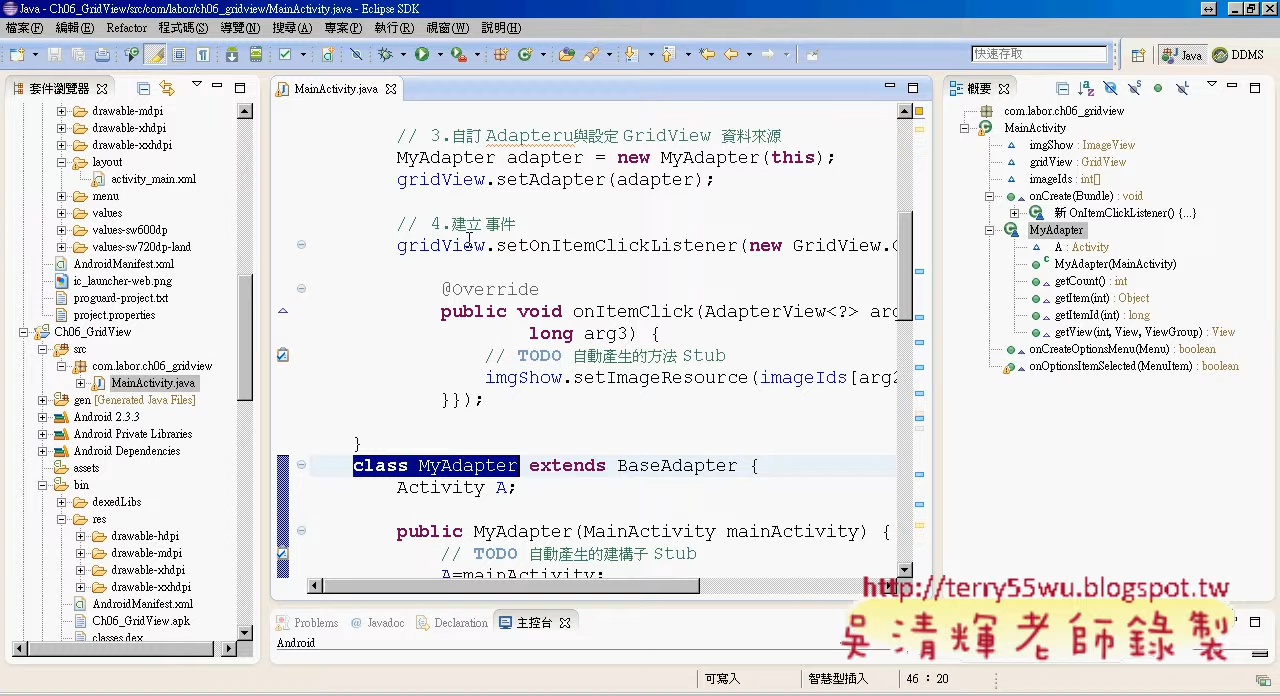 Java - Ch06_GridView/src/com/labor/ch06_gridview/MainActivity.java - Eclipse SDK
檔案(F) 編輯(E) Refactor 程式碼(S) 導覽(N) 搜尋(A) 專案(P) 執行(R) 視窗(W) 說明(H)
快速存取 Java DDMS
套件瀏覽器
drawable-mdpi
drawable-xhdpi
drawable-xxhdpi
layout
activity_main.xml
menu
values
values-sw600dp
values-sw720dp-land
AndroidManifest.xml
ic_launcher-web.png
proguard-project.txt
project.properties
Ch06_GridView
src
com.labor.ch06_gridview
MainActivity.java
gen [Generated Java Files]
Android 2.3.3
Android Private Libraries
Android Dependencies
assets
bin
dexedLibs
res
drawable-hdpi
drawable-mdpi
drawable-xhdpi
drawable-xxhdpi
AndroidManifest.xml
Ch06_GridView.apk
classes.dex
MainActivity.java
// 3.自訂 Adapteru與設定 GridView 資料來源
MyAdapter adapter = new MyAdapter(this);
gridView.setAdapter(adapter);
// 4.建立 事件
gridView.setOnItemClickListener(new GridView.
@Override
public void onItemClick(AdapterView<?> arg
long arg3) {
// TODO 自動產生的方法 Stub
imgShow.setImageResource(imageIds[arg2
}});
}
class MyAdapter extends BaseAdapter {
Activity A;
public MyAdapter(MainActivity mainActivity) {
// TODO 自動產生的建構子 Stub
A=mainActivity;
概要
com.labor.ch06_gridview
MainActivity
imgShow : ImageView
gridView : GridView
imageIds : int[]
onCreate(Bundle) : void
新 OnItemClickListener() {...}
MyAdapter
A : Activity
MyAdapter(MainActivity)
getCount() : int
getItem(int) : Object
getItemId(int) : long
getView(int, View, ViewGroup) : View
onCreateOptionsMenu(Menu) : boolean
onOptionsItemSelected(MenuItem) : boolean
Problems Javadoc Declaration 主控台
Android
http://terry55wu.blogspot.tw
吳清輝老師錄製
可寫入 智慧型插入 46 : 20